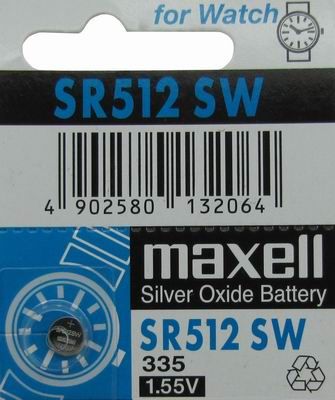 for Watch
SR512 SW
4 902580 132064
maxell
Silver Oxide Battery
SR512 SW
335
1.55V